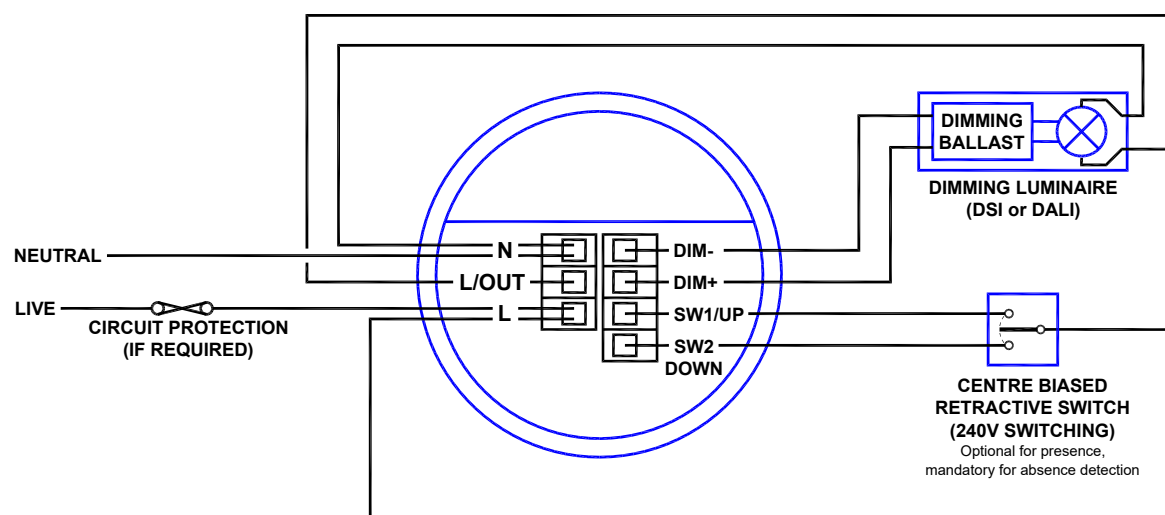 DIMMING
BALLAST
DIMMING LUMINAIRE
(DSI or DALI)
NEUTRAL
N
DIM-
L/OUT
DIM+
LIVE
L
SW1/UP
CIRCUIT PROTECTION
(IF REQUIRED)
SW2
DOWN
CENTRE BIASED
RETRACTIVE SWITCH
(240V SWITCHING)
Optional for presence,
mandatory for absence detection